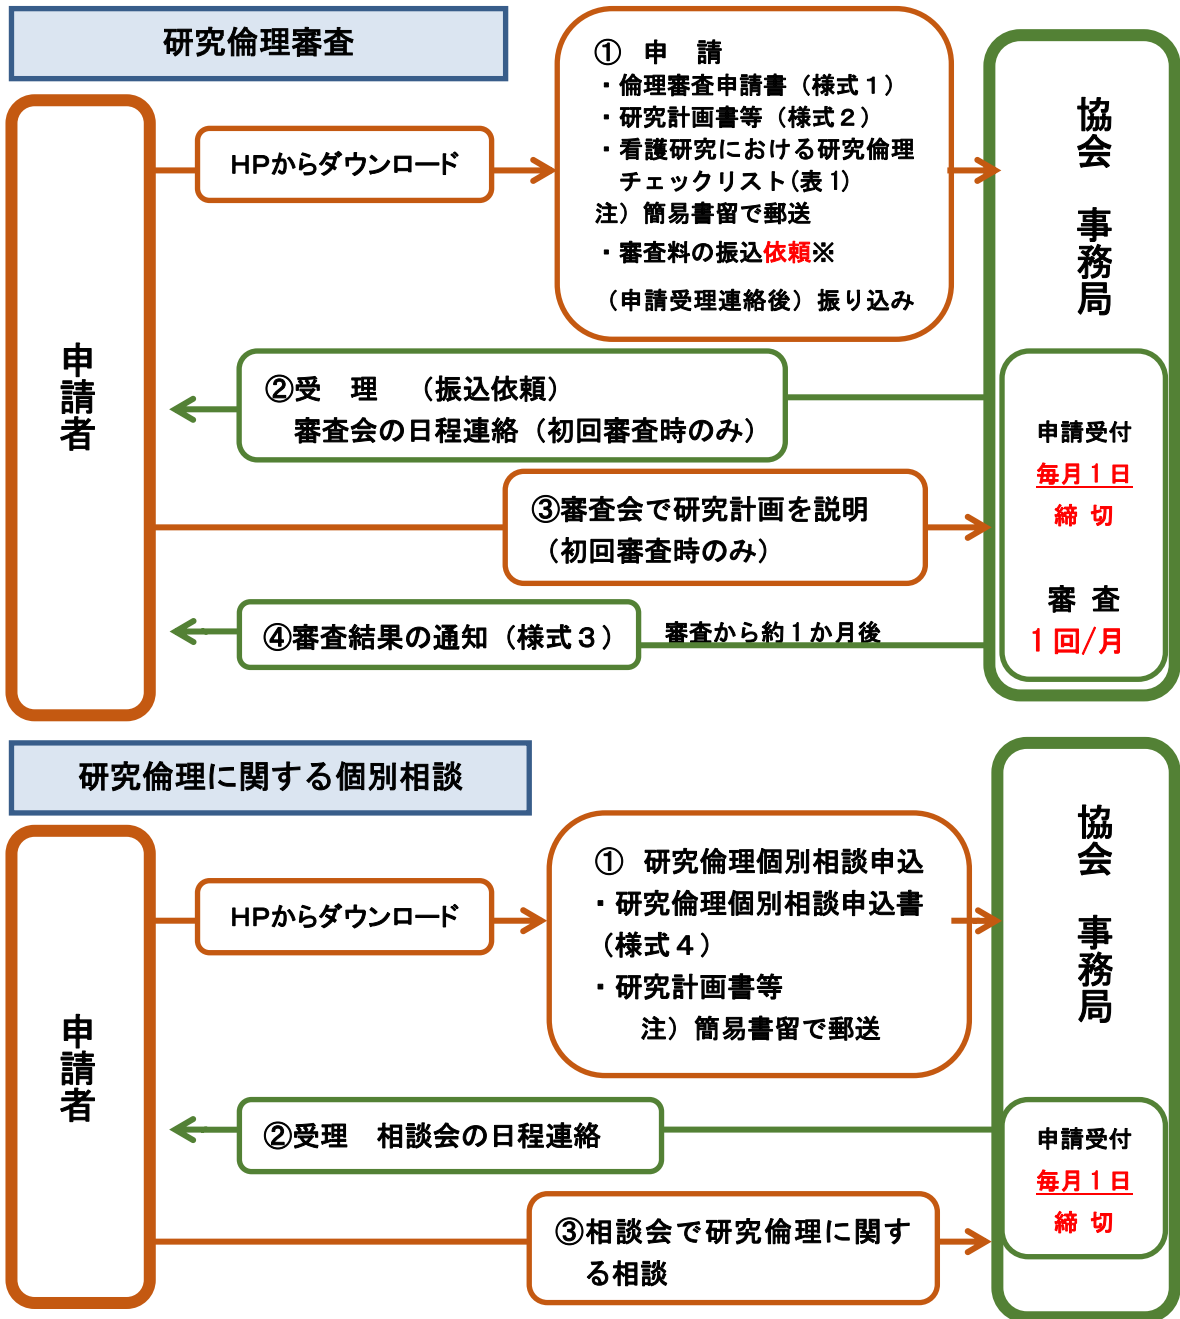 研究倫理審査
申請者
HPからダウンロード
① 申 請
・倫理審査申請書（様式１）
・研究計画書等（様式２）
・看護研究における研究倫理
チェックリスト(表1)
注）簡易書留で郵送
・審査料の振込依頼※
（申請受理連絡後）振り込み
協会 事務局
②受 理 （振込依頼）
審査会の日程連絡（初回審査時のみ）
③審査会で研究計画を説明
（初回審査時のみ）
④審査結果の通知（様式３）
審査から約１か月後
申請受付
毎月１日
締 切
審 査
１回/月
研究倫理に関する個別相談
申請者
HPからダウンロード
① 研究倫理個別相談申込
・研究倫理個別相談申込書
（様式４）
・研究計画書等
注）簡易書留で郵送
協会 事務局
②受理 相談会の日程連絡
③相談会で研究倫理に関す
る相談
申請受付
毎月１日
締 切